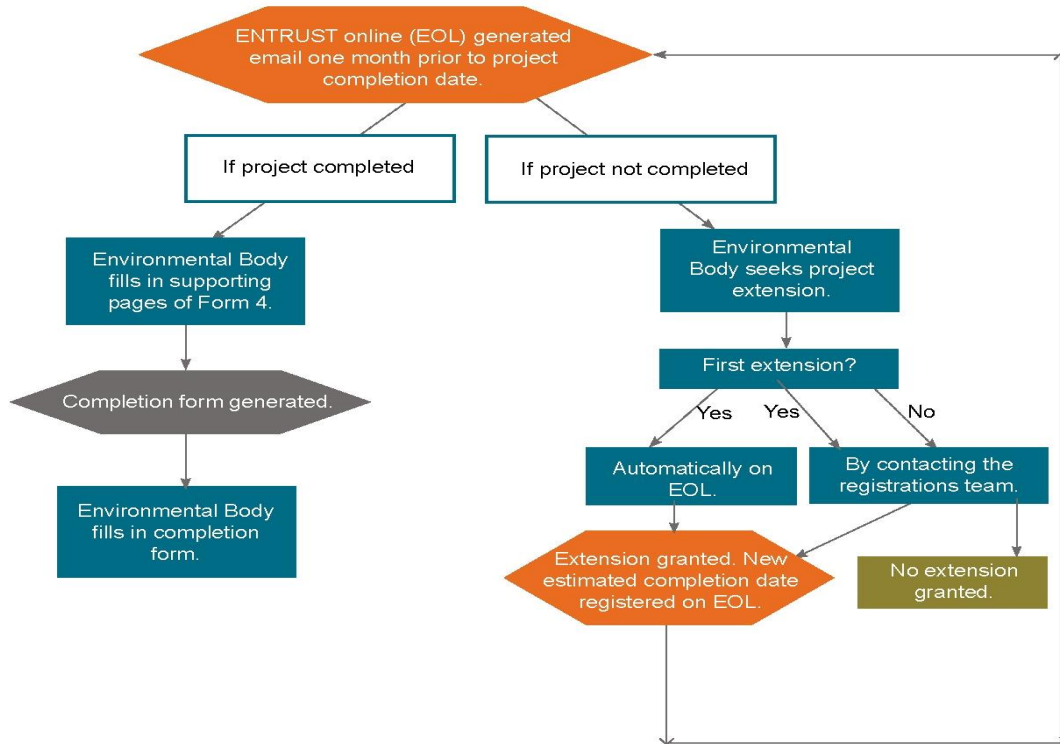 ENTRUST online (EOL) generated
email one month prior to project
completion date.
If project completed
If project not completed
Environmental Body
fills in supporting
pages of Form 4.
Environmental
Body seeks project
extension.
First extension?
Completion form generated.
Yes
Yes
No
Automatically on
EOL.
By contacting the
registrations team.
Environmental Body
fills in completion
form.
Extension granted. New
estimated completion date
registered on EOL.
No extension
granted.